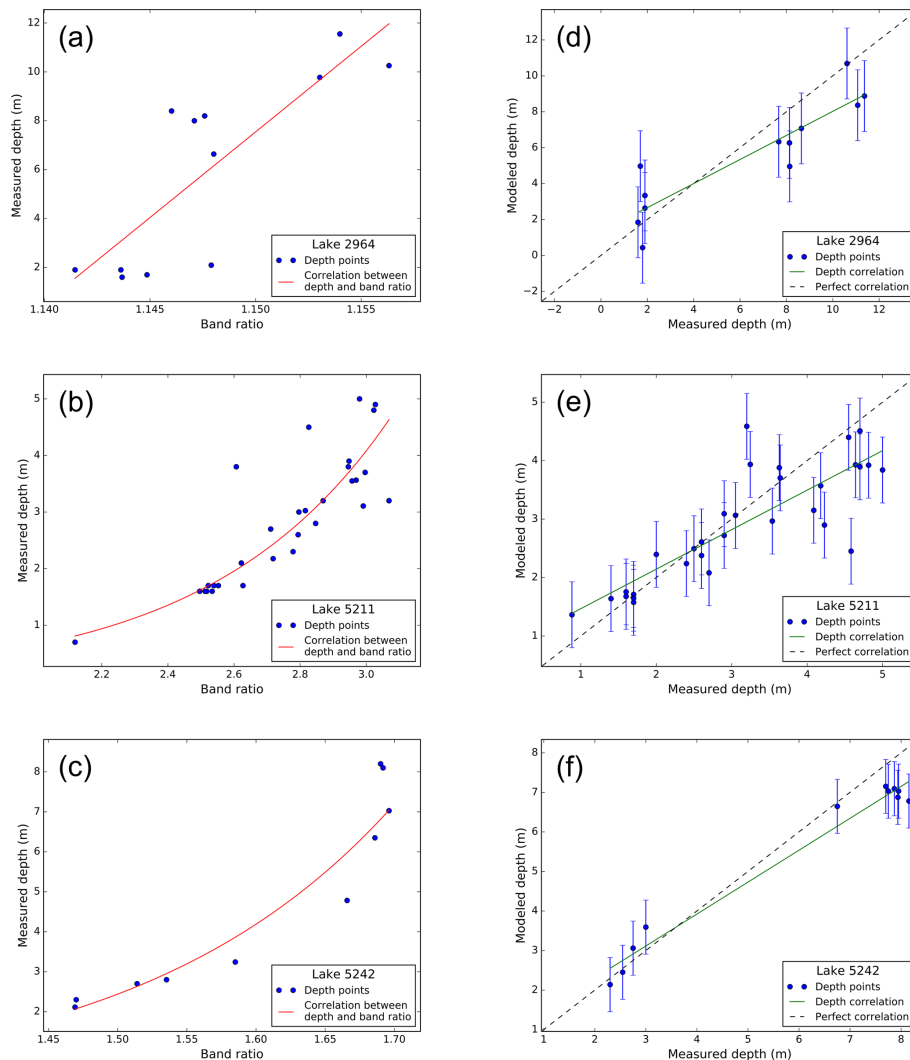 (a)
Measured depth (m)
12
10
8
6
4
2
1.140
1.145
1.150
1.155
Band ratio
Lake 2964
Depth points
Correlation between
depth and band ratio
(d)
Modeled depth (m)
12
10
8
6
4
2
0
−2
−2
0
2
4
6
8
10
12
Measured depth (m)
Lake 2964
Depth points
Depth correlation
Perfect correlation
(b)
Measured depth (m)
5
4
3
2
1
2.2
2.4
2.6
2.8
3.0
Band ratio
Lake 5211
Depth points
Correlation between
depth and band ratio
(e)
Modeled depth (m)
5
4
3
2
1
1
2
3
4
5
Measured depth (m)
Lake 5211
Depth points
Depth correlation
Perfect correlation
(c)
Measured depth (m)
8
7
6
5
4
3
2
1.45
1.50
1.55
1.60
1.65
1.70
Band ratio
Lake 5242
Depth points
Correlation between
depth and band ratio
(f)
Modeled depth (m)
8
7
6
5
4
3
2
1
1
2
3
4
5
6
7
8
Measured depth (m)
Lake 5242
Depth points
Depth correlation
Perfect correlation